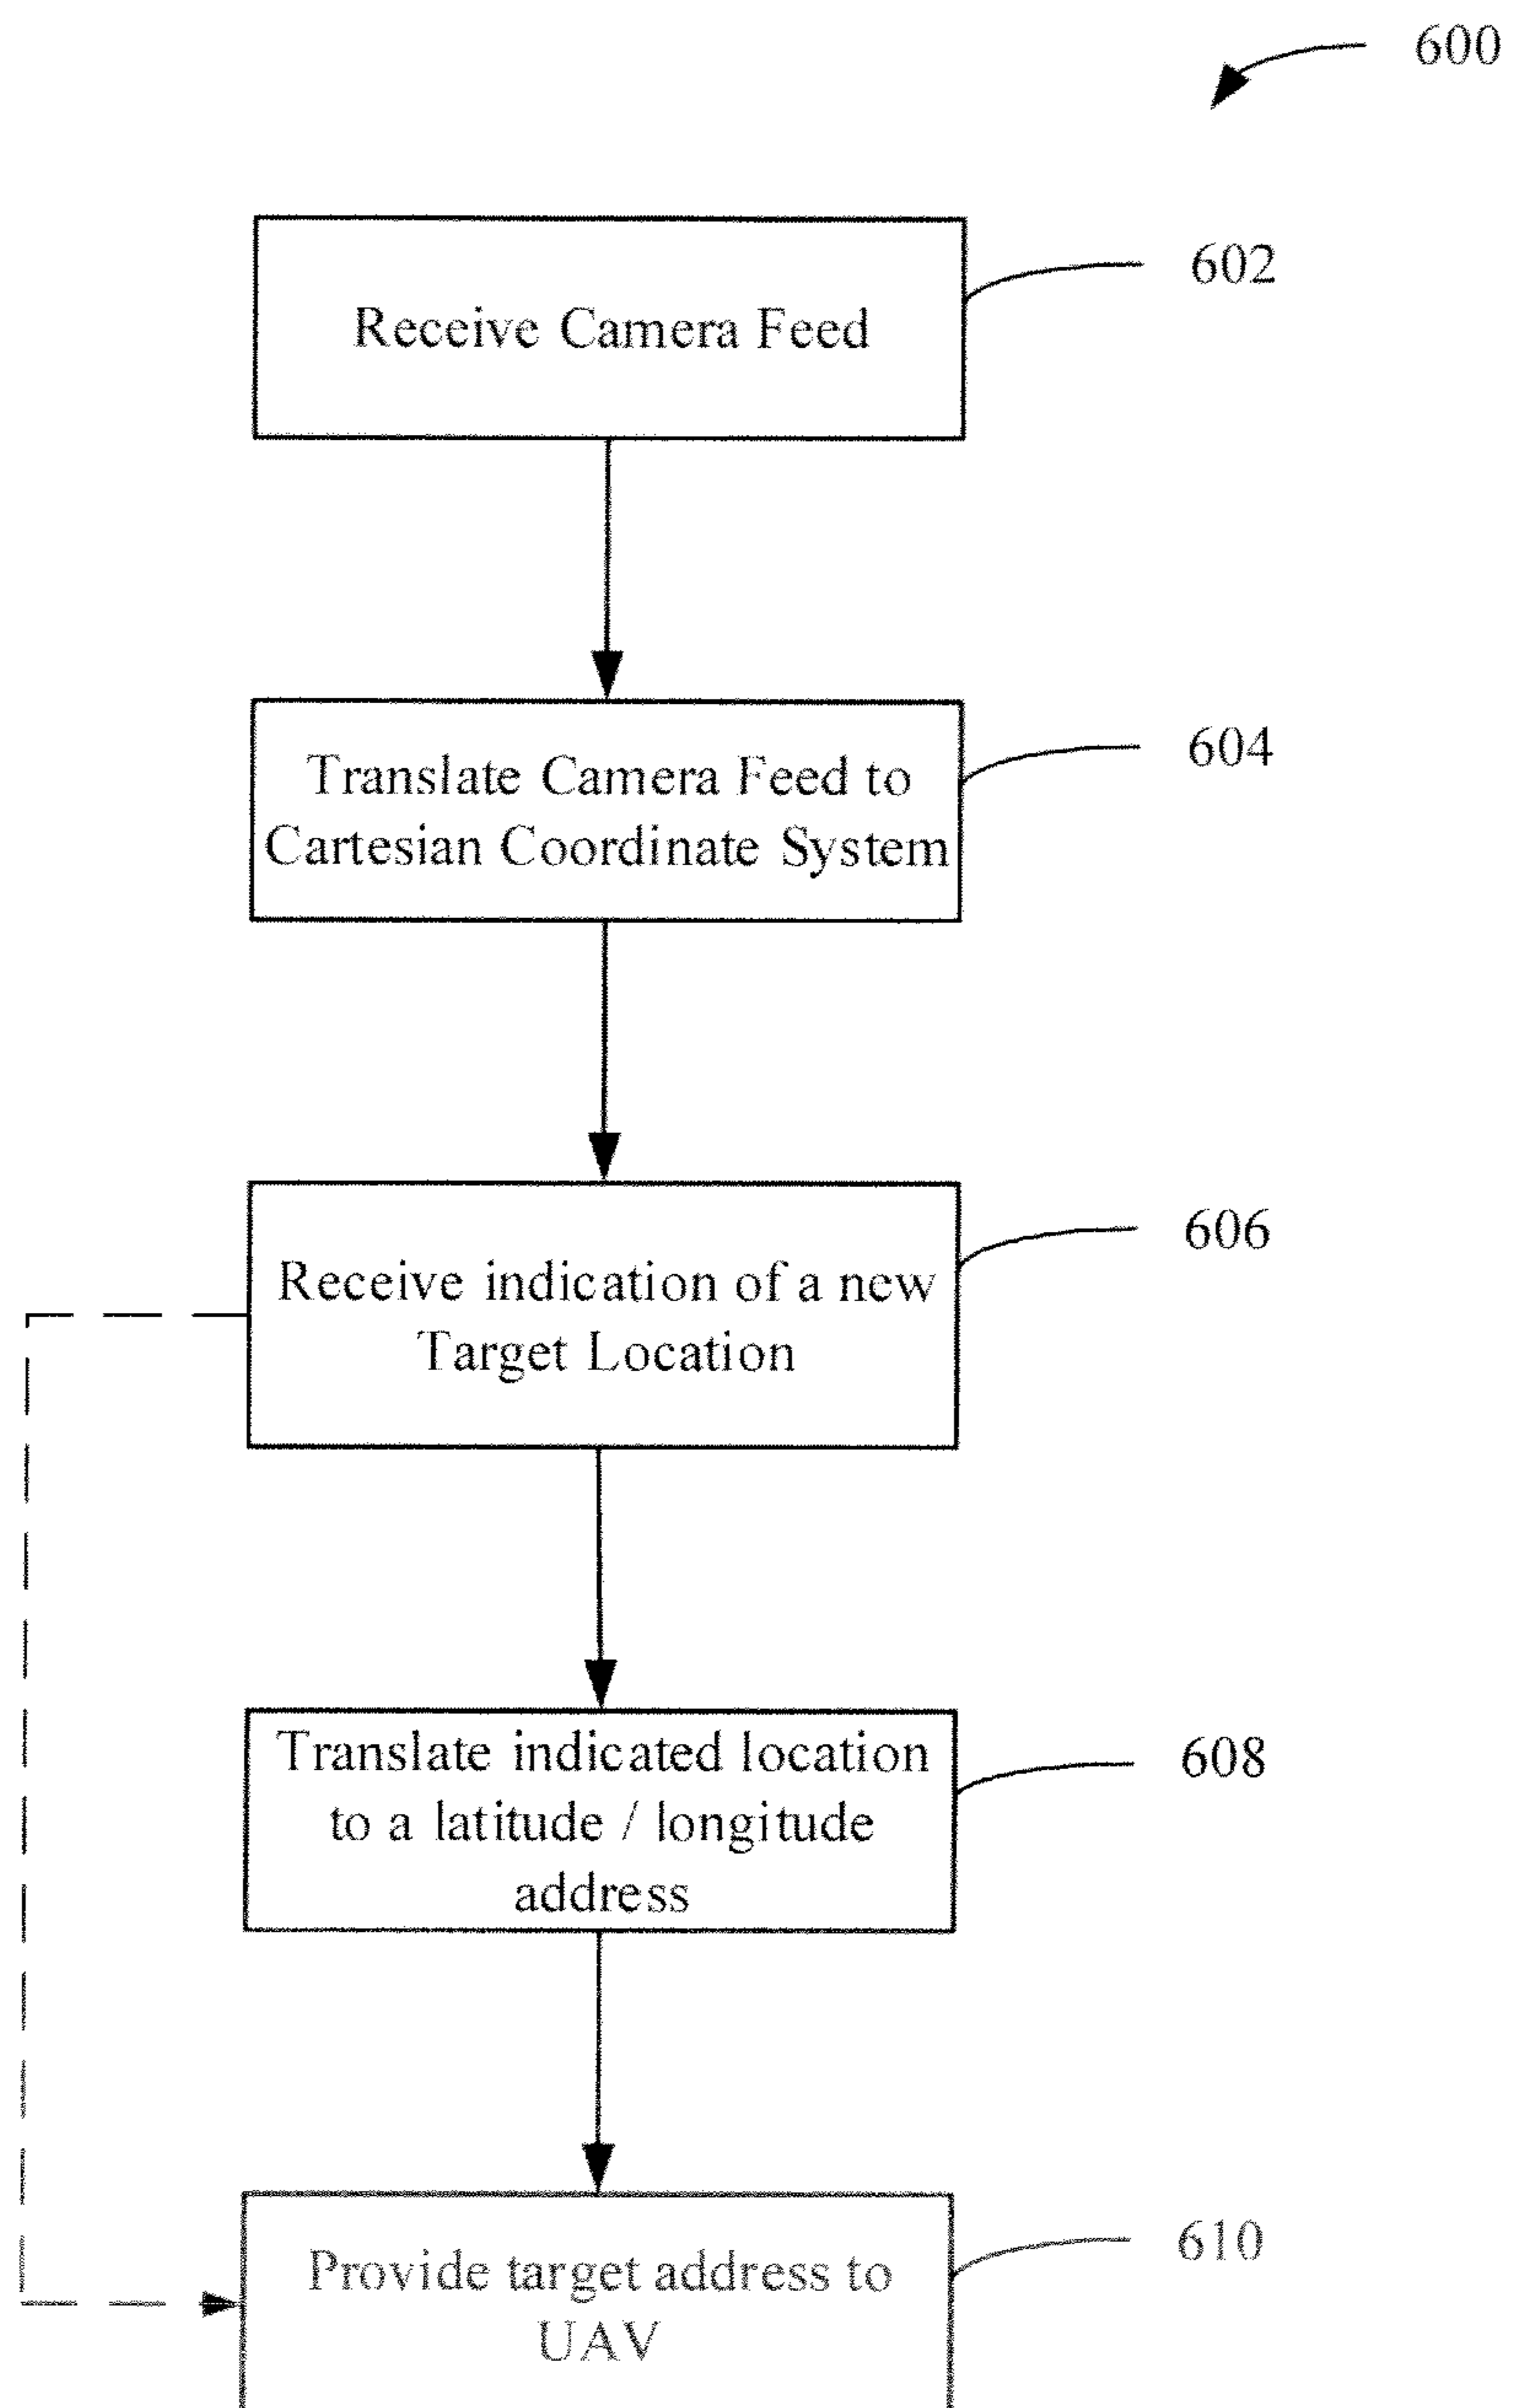 600
Receive Camera Feed
602
Translate Camera Feed to
Cartesian Coordinate System
604
Receive indication of a new
Target Location
606
Translate indicated location
to a latitude / longitude
address
608
Provide target address to
UAV
610